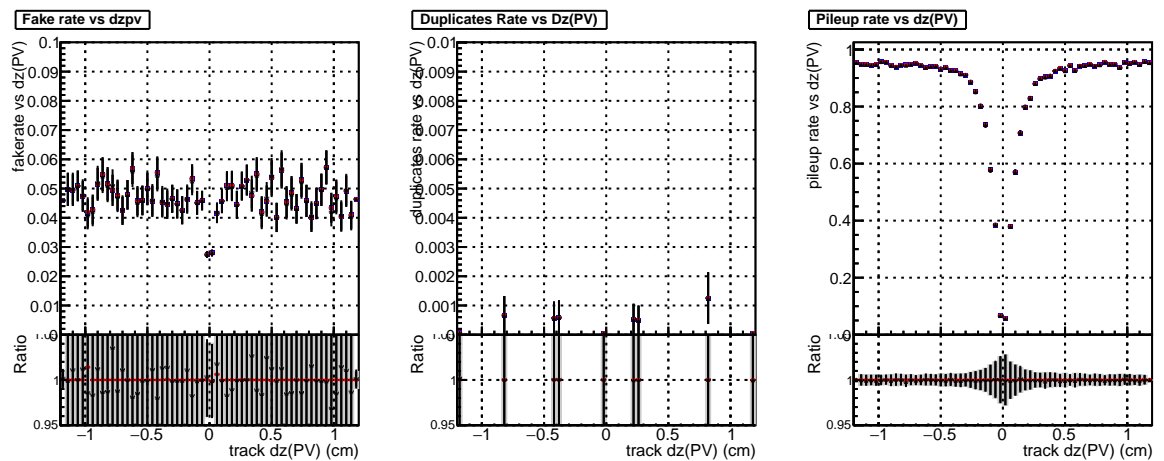 Fake rate vs dzpv
fakerate vs dz(PV)
0.1
0.09
0.08
0.07
0.06
0.05
0.04
0.03
0.02
0.01
0
Ratio
1
0.95
−1 −0.5 0 0.5 1
track dz(PV) (cm)
Duplicates Rate vs Dz(PV)
duplicates rate vs dz(PV)
0.01
0.009
0.008
0.007
0.006
0.005
0.004
0.003
0.002
0.001
0
Ratio
1
0.95
−1 −0.5 0 0.5 1
track dz(PV) (cm)
Pileup rate vs dz(PV)
pileup rate vs dz(PV)
1
0.8
0.6
0.4
0.2
0
Ratio
1
0.95
−1 −0.5 0 0.5 1
track dz(PV) (cm)